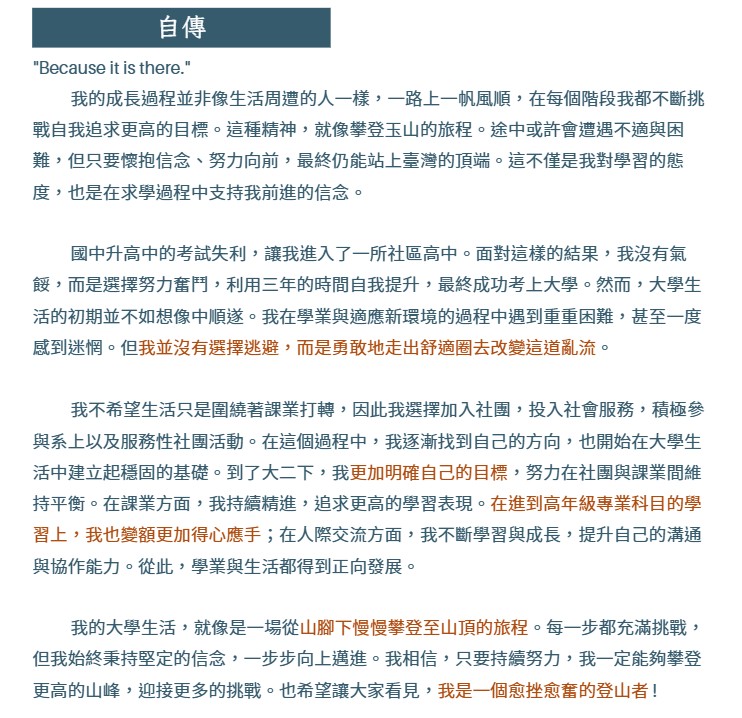 自傳
"Because it is there."
我的成長過程並非像生活周遭的人一樣，一路上一帆風順，在每個階段我都不斷挑
戰自我追求更高的目標。這種精神，就像攀登玉山的旅程。途中或許會遭遇不適與困
難，但只要懷抱信念、努力向前，最終仍能站上臺灣的頂端。這不僅是我對學習的態
度，也是在求學過程中支持我前進的信念。
國中升高中的考試失利，讓我進入了一所社區高中。面對這樣的結果，我沒有氣
餒，而是選擇努力奮鬥，利用三年的時間自我提升，最終成功考上大學。然而，大學生
活的初期並不如想像中順遂。我在學業與適應新環境的過程中遇到重重困難，甚至一度
感到迷惘。但我並沒有選擇逃避，而是勇敢地走出舒適圈去改變這道亂流。
我不希望生活只是圍繞著課業打轉，因此我選擇加入社團，投入社會服務，積極參
與系上以及服務性社團活動。在這個過程中，我逐漸找到自己的方向，也開始在大學生
活中建立起穩固的基礎。到了大二下，我更加明確自己的目標，努力在社團與課業間維
持平衡。在課業方面，我持續精進，追求更高的學習表現。在進到高年級專業科目的學
習上，我也變額更加得心應手；在人際交流方面，我不斷學習與成長，提升自己的溝通
與協作能力。從此，學業與生活都得到正向發展。
我的大學生活，就像是一場從山腳下慢慢攀登至山頂的旅程。每一步都充滿挑戰，
但我始終秉持堅定的信念，一步步向上邁進。我相信，只要持續努力，我一定能夠攀登
更高的山峰，迎接更多的挑戰。也希望讓大家看見，我是一個愈挫愈奮的登山者！